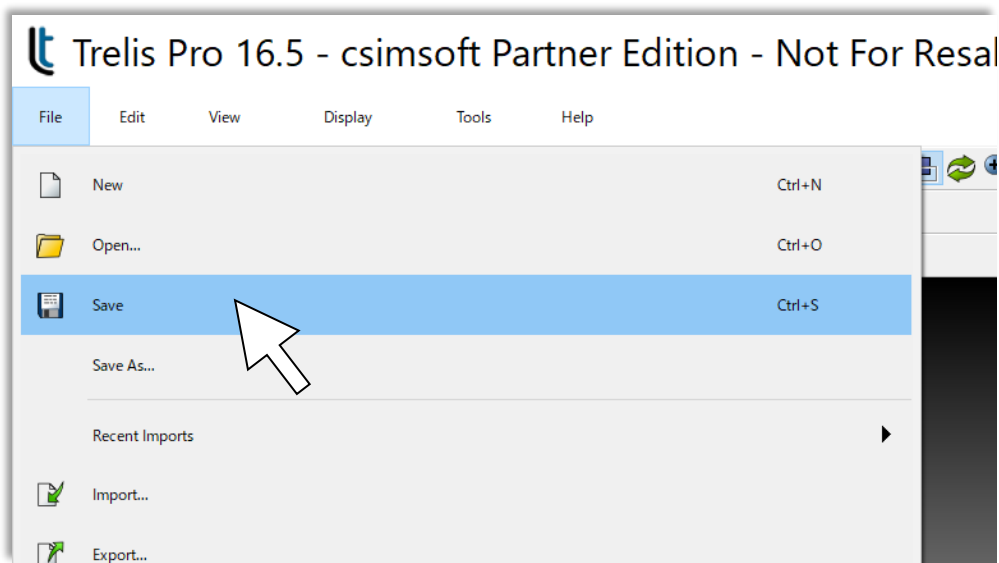 Trelis Pro 16.5 - csimsoft Partner Edition - Not For Resal
File Edit View Display Tools Help
New Ctrl+N
Open... Ctrl+O
Save Ctrl+S
Save As...
Recent Imports
Import...
Export...